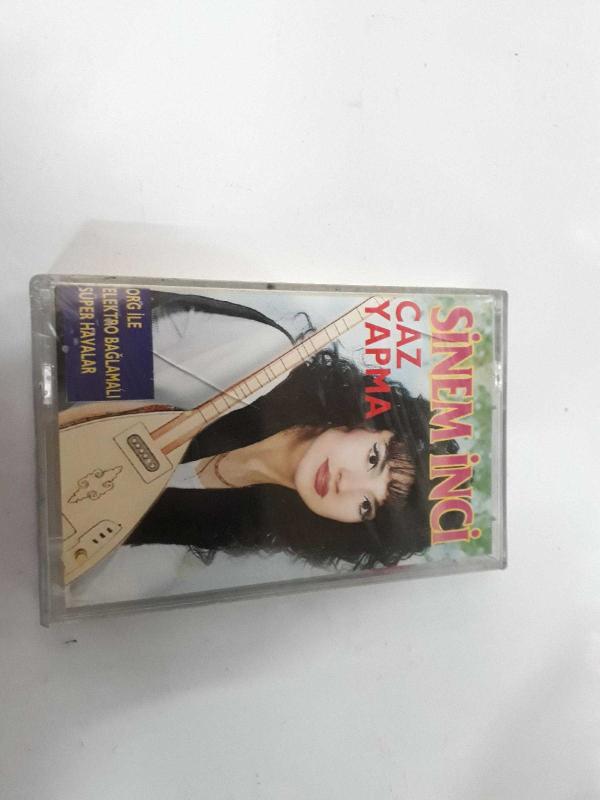 SİNEM İNCİ
CAZ
YAPMA
ORG İLE
ELEKTRO BAĞLAMALI
SÜPER HAVALAR